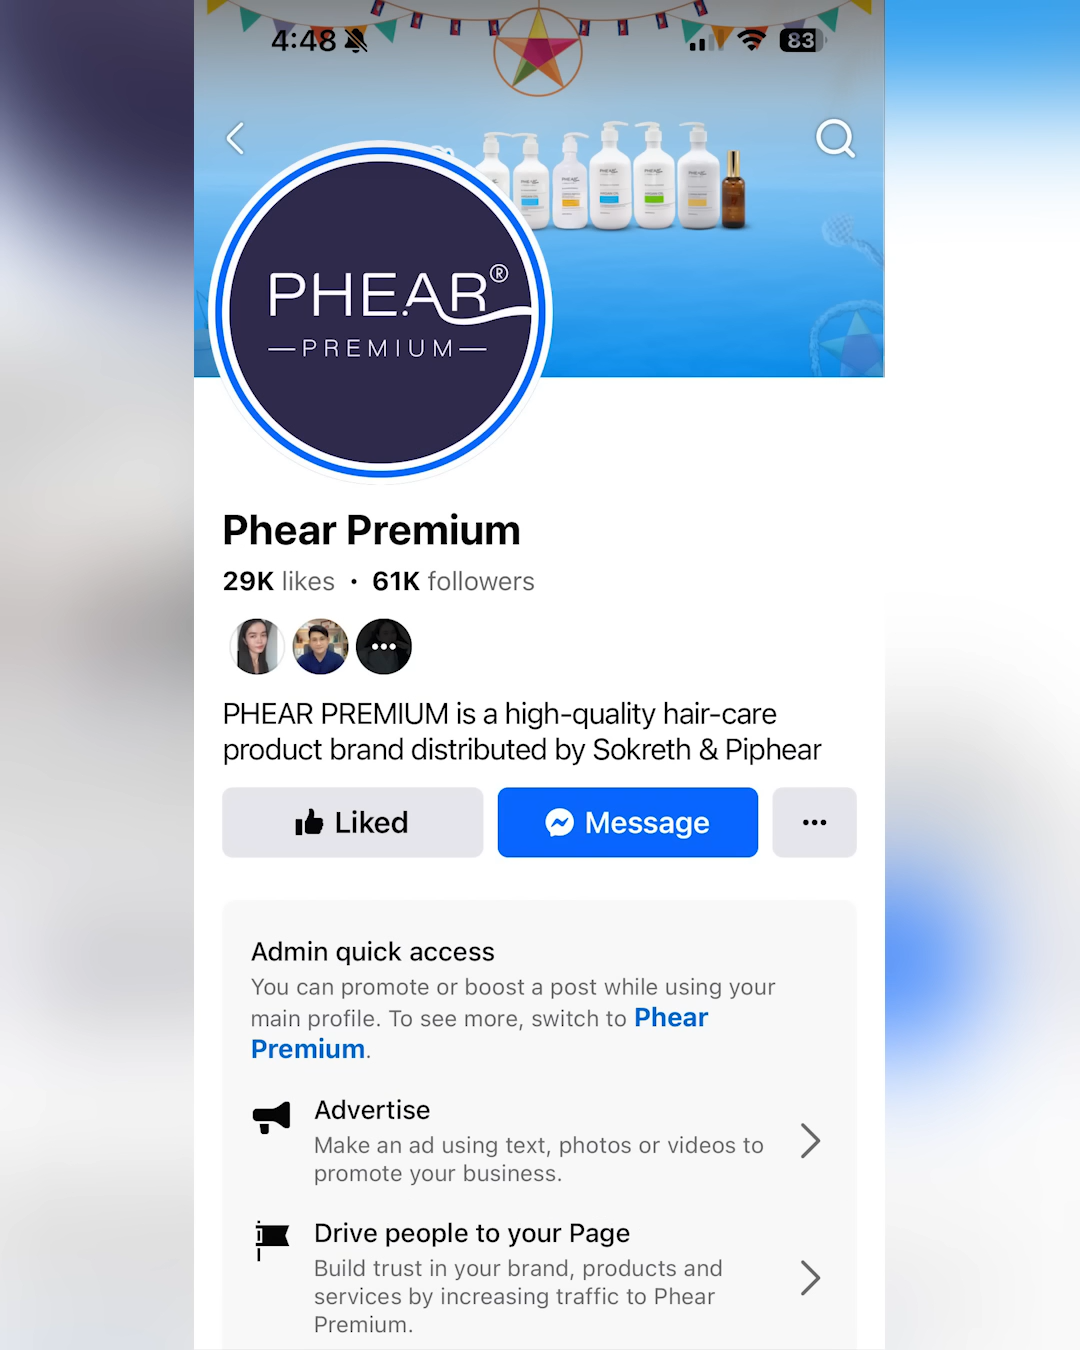 4:48
83
PHEAR®
PREMIUM
Phear Premium
29K likes · 61K followers
PHEAR PREMIUM is a high-quality hair-care
product brand distributed by Sokreth & Piphear
Liked
Message
Admin quick access
You can promote or boost a post while using your
main profile. To see more, switch to Phear
Premium.
Advertise
Make an ad using text, photos or videos to
promote your business.
Drive people to your Page
Build trust in your brand, products and
services by increasing traffic to Phear
Premium.